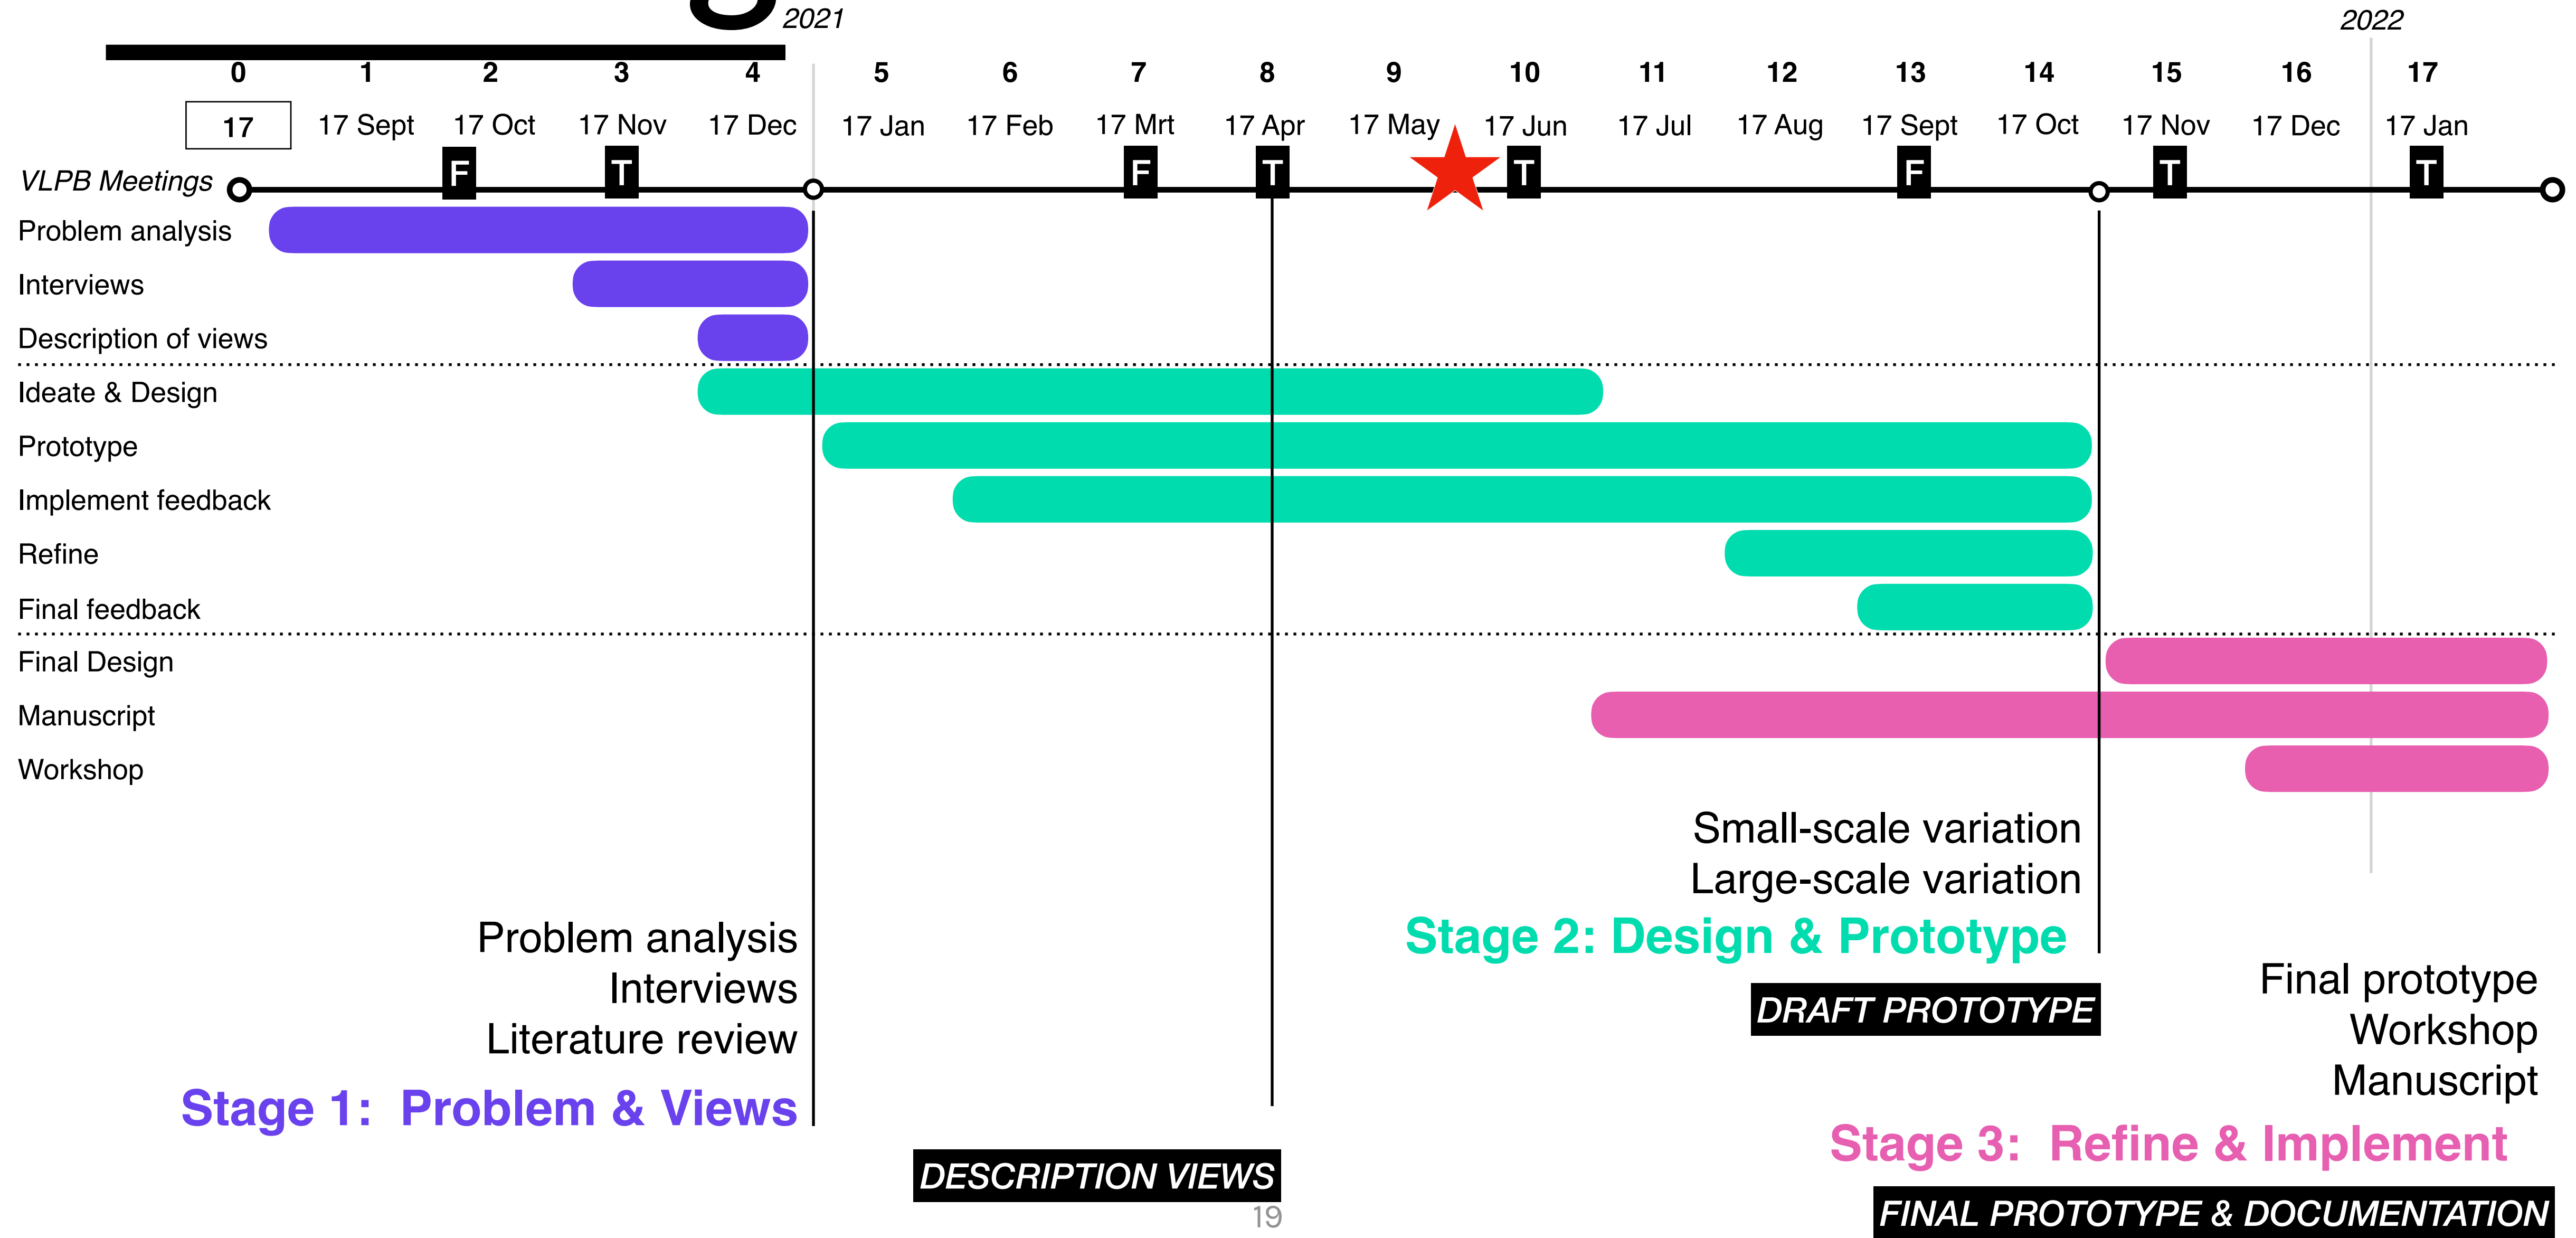 2021 2022
0 1 2 3 4 5 6 7 8 9 10 11 12 13 14 15 16 17
17 17 Sept 17 Oct 17 Nov 17 Dec 17 Jan 17 Feb 17 Mrt 17 Apr 17 May 17 Jun 17 Jul 17 Aug 17 Sept 17 Oct 17 Nov 17 Dec 17 Jan
VLPB Meetings F T F T T F T T
Problem analysis
Interviews
Description of views
Ideate & Design
Prototype
Implement feedback
Refine
Final feedback
Final Design
Manuscript
Workshop
Small-scale variation
Large-scale variation
Stage 2: Design & Prototype
DRAFT PROTOTYPE
Problem analysis
Interviews
Literature review
Stage 1: Problem & Views
DESCRIPTION VIEWS
Final prototype
Workshop
Manuscript
Stage 3: Refine & Implement
FINAL PROTOTYPE & DOCUMENTATION
19